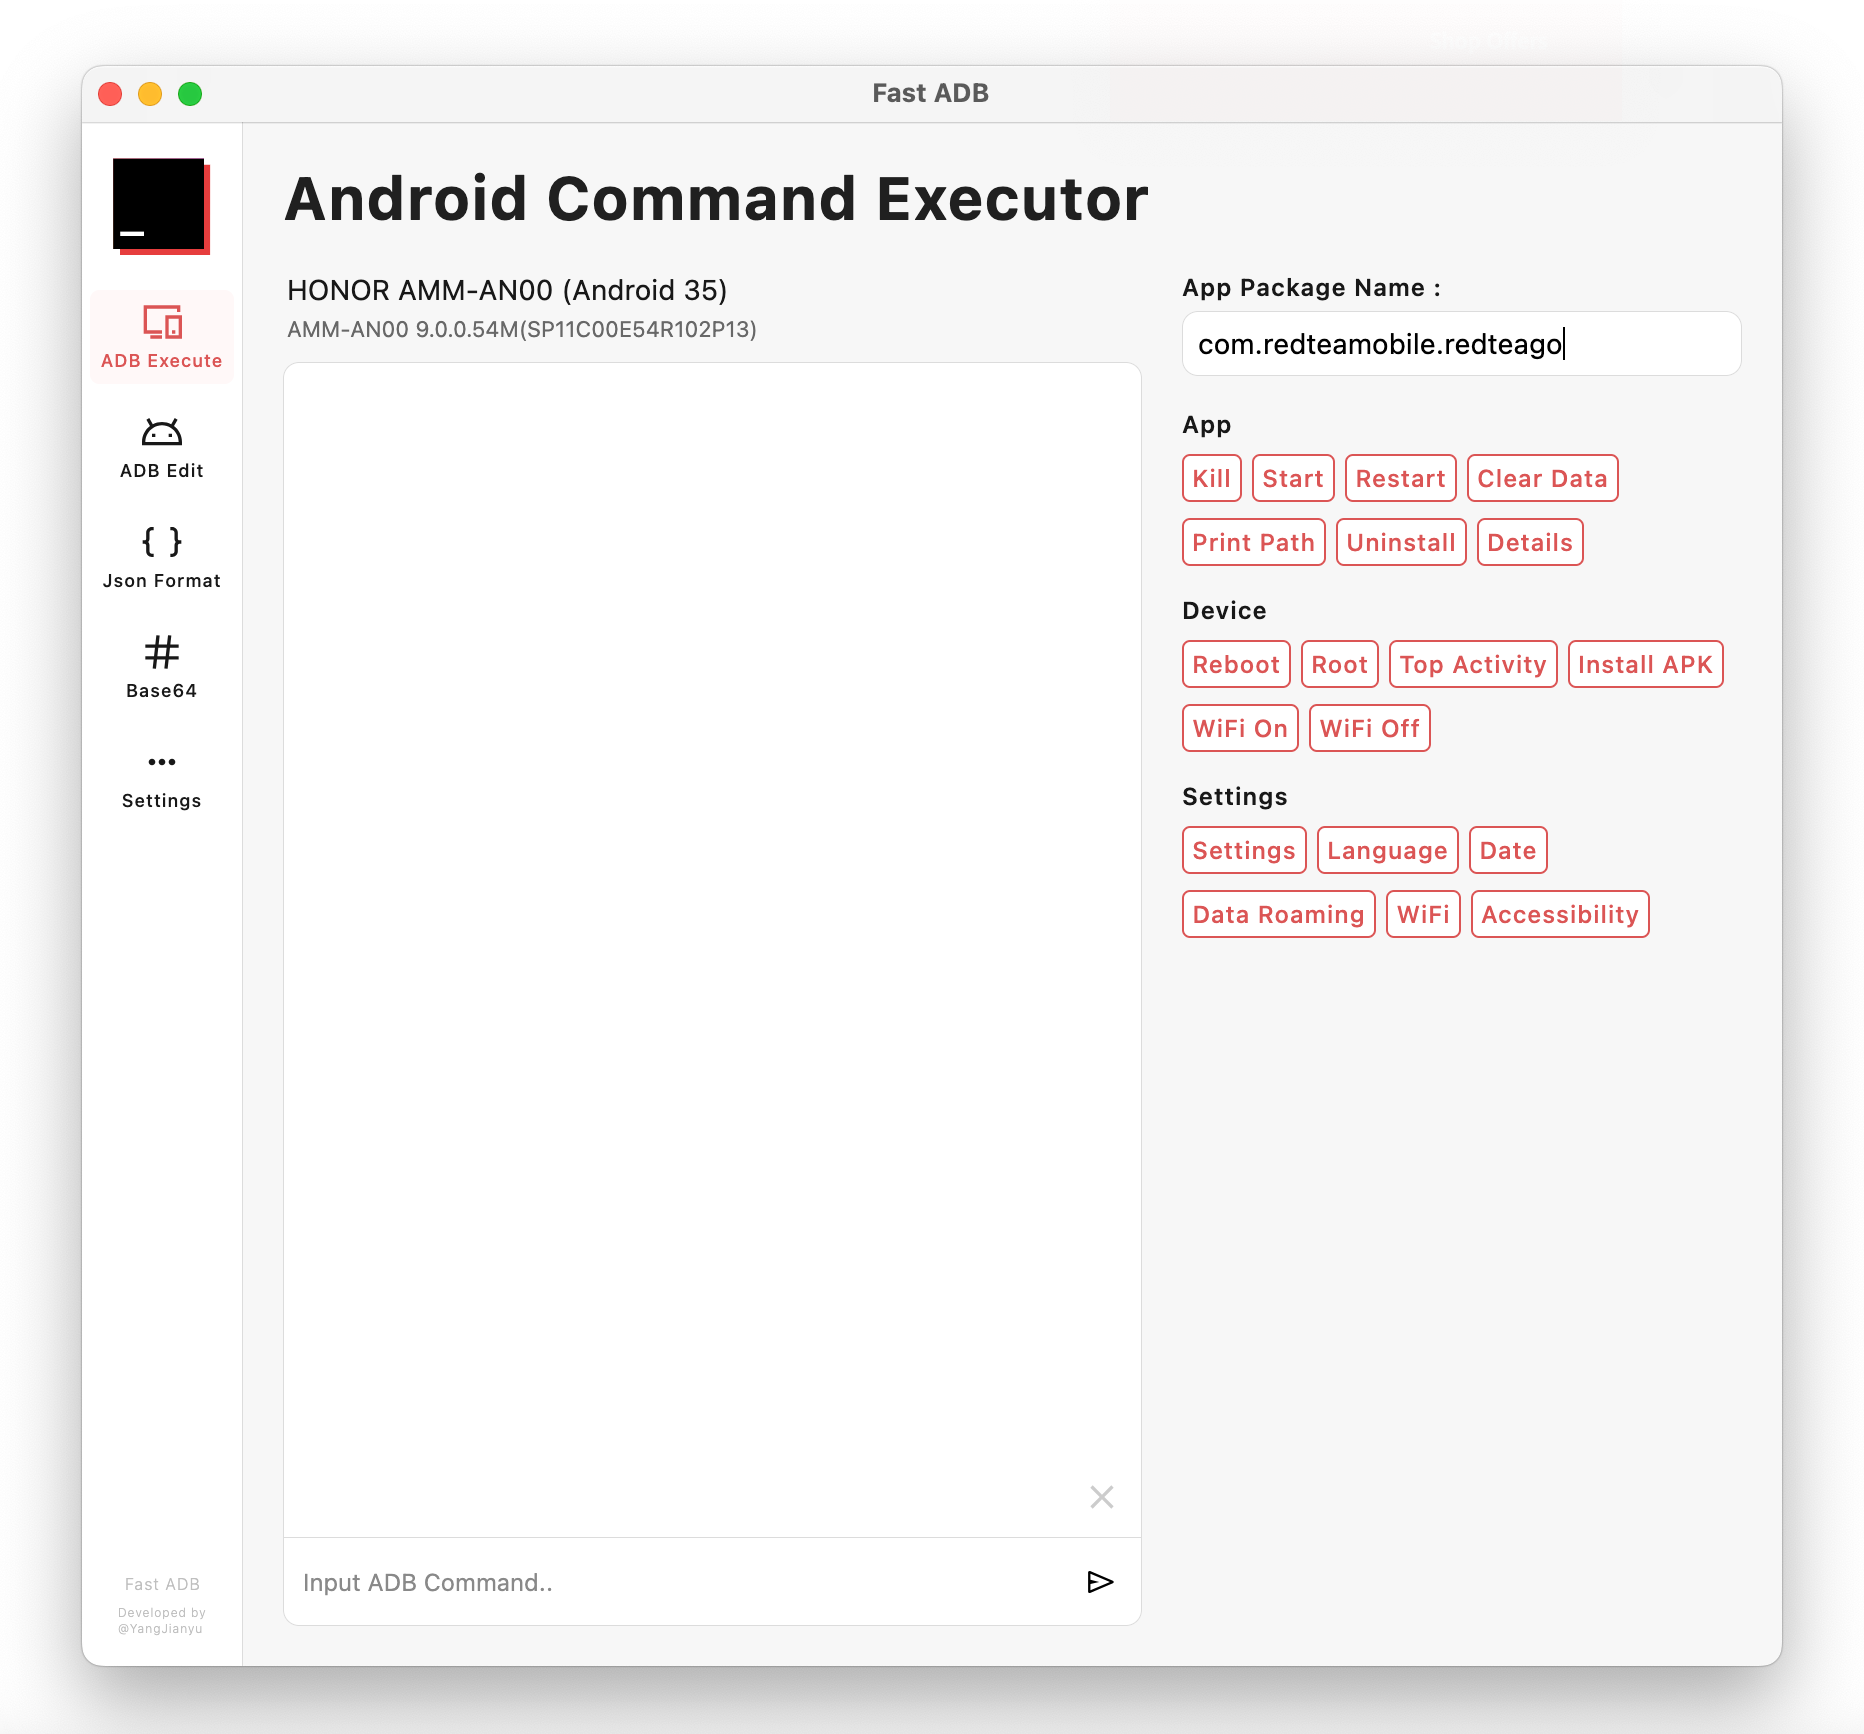 Fast ADB
Android Command Executor
ADB Execute
ADB Edit
{ }
Json Format
#
Base64
Settings
Fast ADB
Developed by
@YangJianyu
HONOR AMM-AN00 (Android 35)
AMM-AN00 9.0.0.54M(SP11C00E54R102P13)
Input ADB Command..
App Package Name :
com.redteamobile.redteago
App
Kill Start Restart Clear Data
Print Path Uninstall Details
Device
Reboot Root Top Activity Install APK
WiFi On WiFi Off
Settings
Settings Language Date
Data Roaming WiFi Accessibility